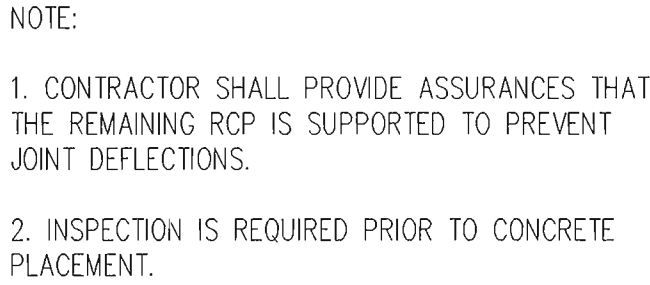 NOTE:
1. CONTRACTOR SHALL PROVIDE ASSURANCES THAT
THE REMAINING RCP IS SUPPORTED TO PREVENT
JOINT DEFLECTIONS.
2. INSPECTION IS REQUIRED PRIOR TO CONCRETE
PLACEMENT.